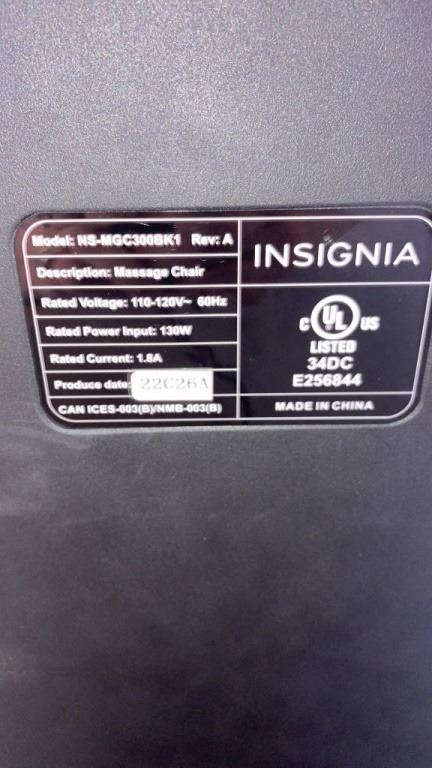 Model: NS-MGC300BK1 Rev: A
Description: Massage Chair
Rated Voltage: 110-120V~ 60Hz
Rated Power Input: 130W
Rated Current: 1.8A
Produce date: 22C26A
CAN ICES-003(B)/NMB-003(B)
INSIGNIA
C UL US
LISTED
34DC
E256844
MADE IN CHINA